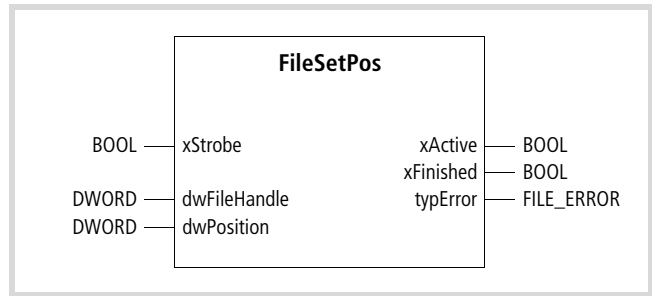 FileSetPos
BOOL xStrobe xActive BOOL
xFinished BOOL
DWORD dwFileHandle typError FILE_ERROR
DWORD dwPosition